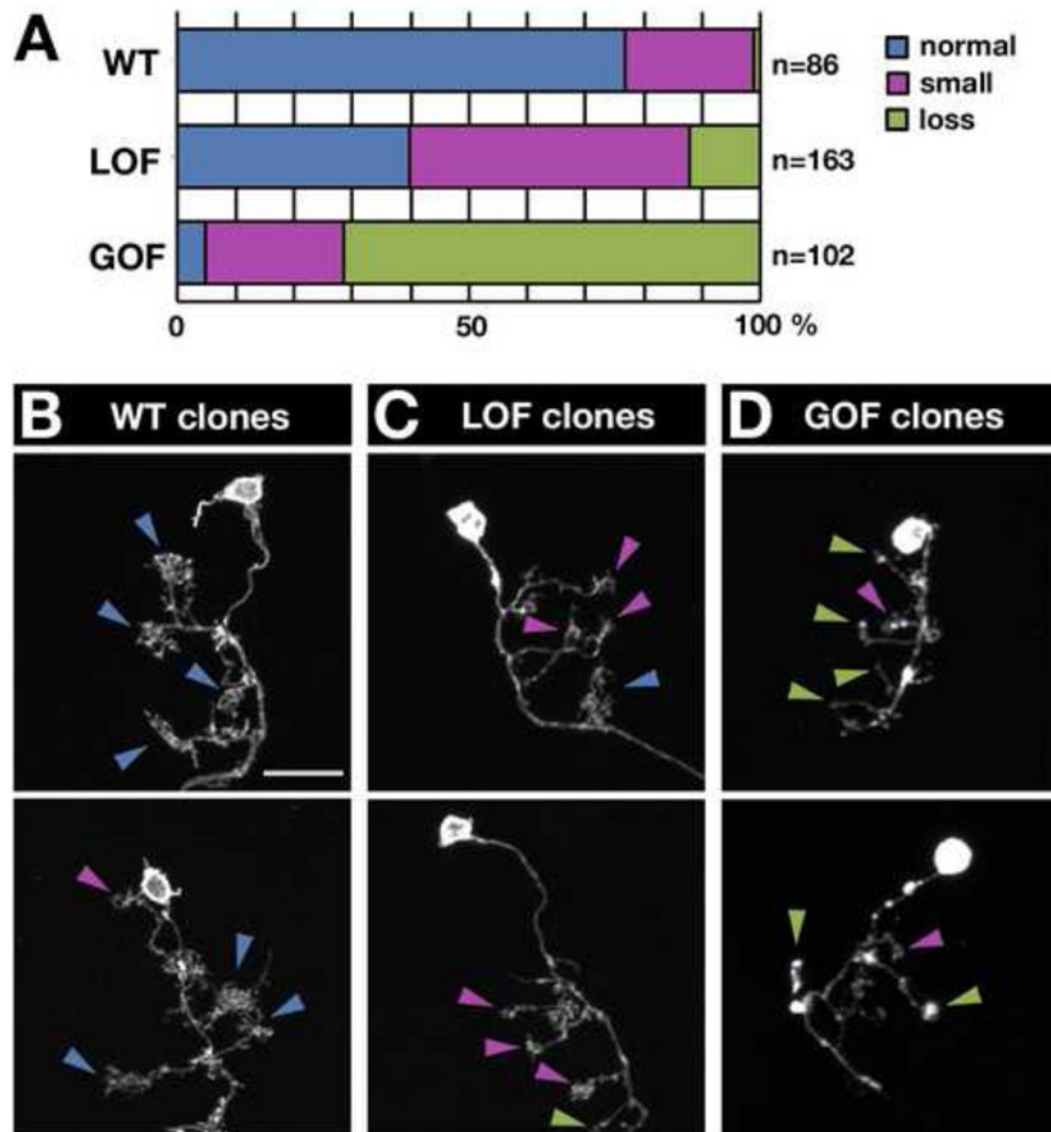 A
WT
n=86
LOF
n=163
GOF
n=102
0
50
100 %
normal
small
loss
B WT clones
C LOF clones
D GOF clones